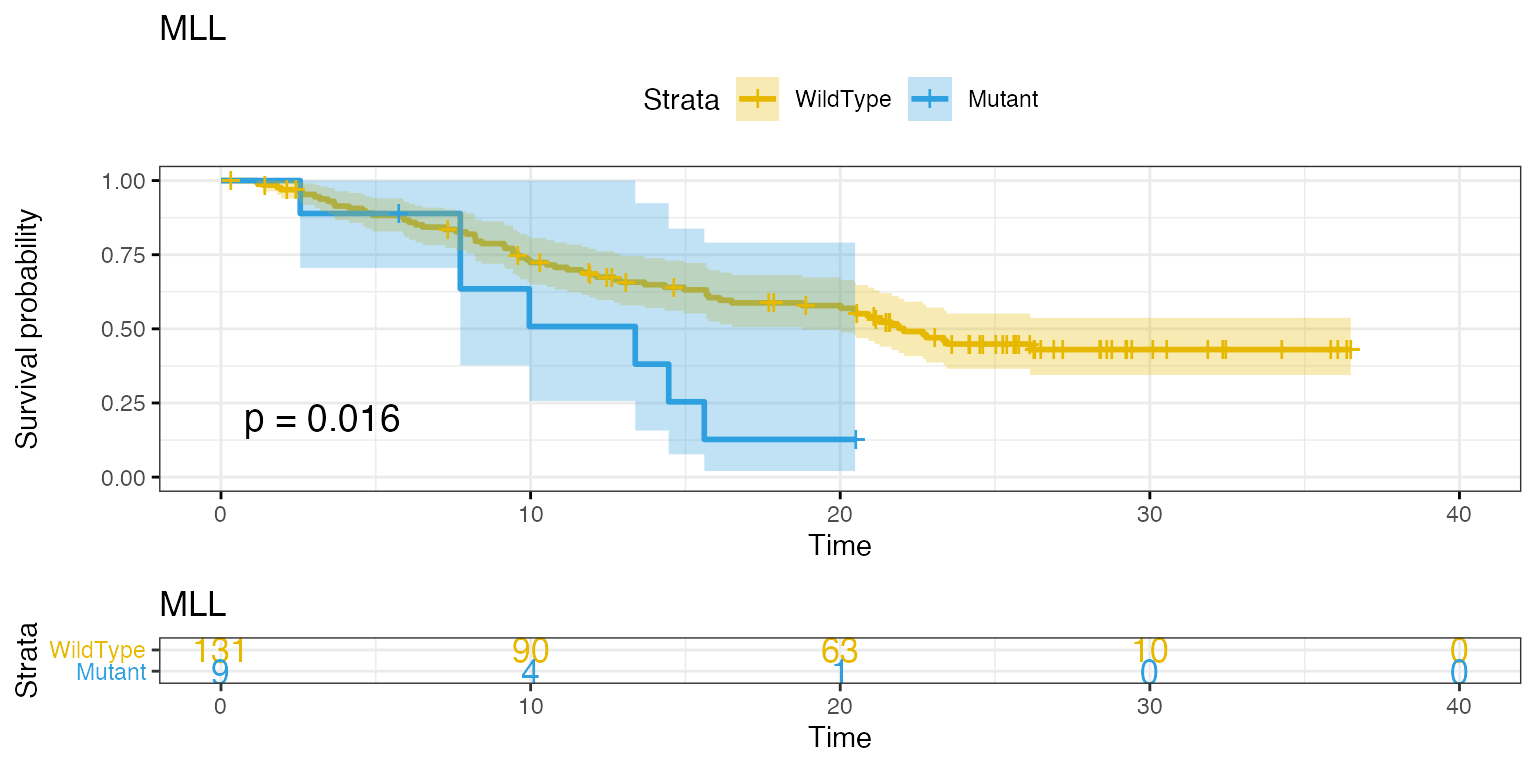 MLL
Strata WildType Mutant
Survival probability
1.00
0.75
0.50
0.25
0.00
p = 0.016
0 10 20 30 40
Time
MLL
Strata
WildType 131 90 63 10 0
Mutant 9 4 1 0 0
0 10 20 30 40
Time